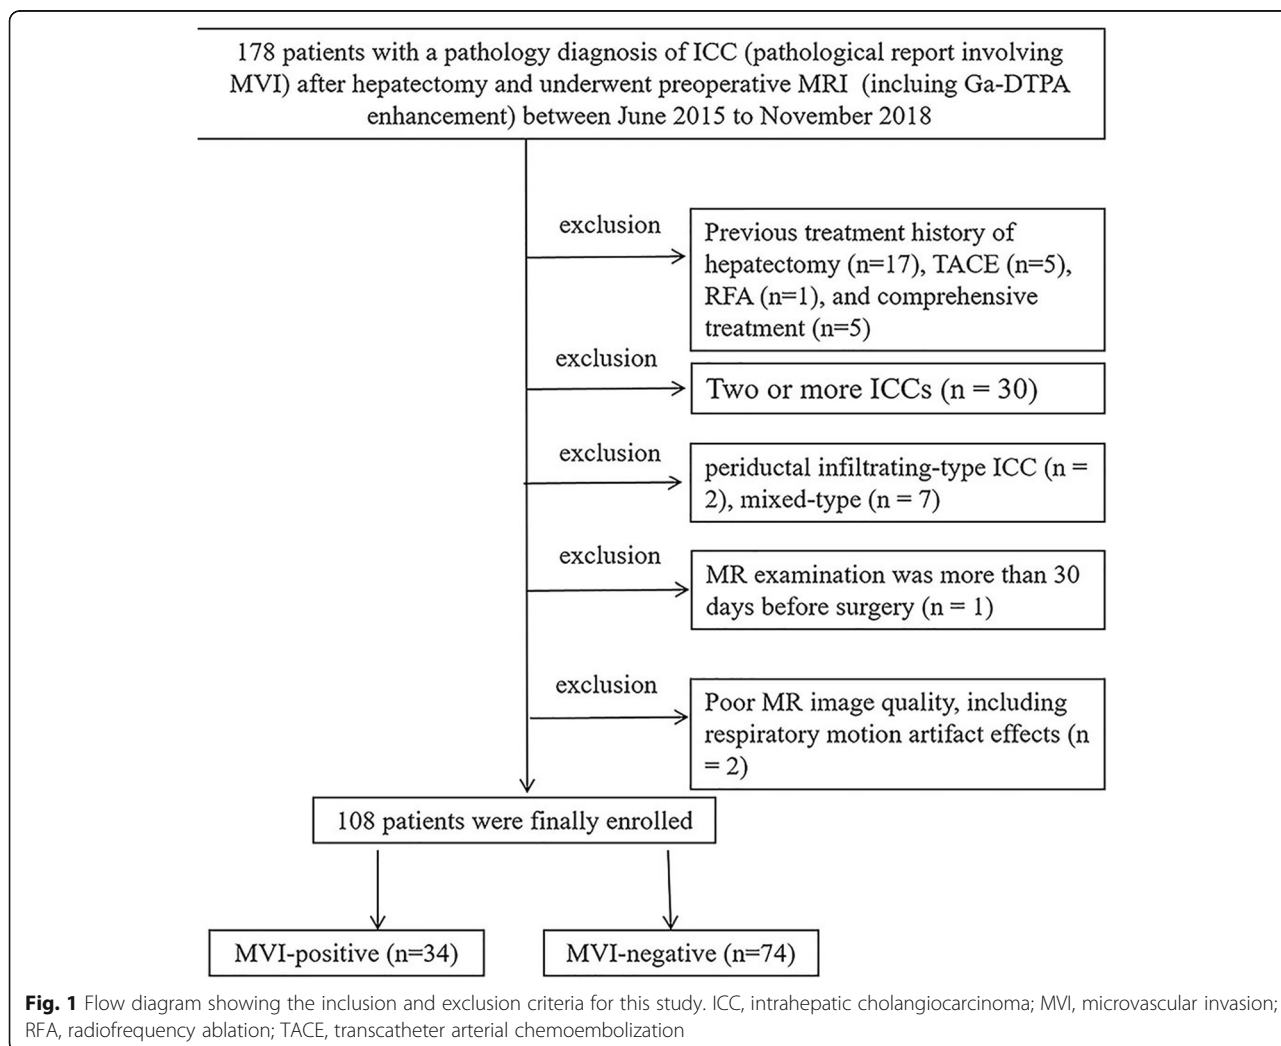 178 patients with a pathology diagnosis of ICC (pathological report involving
MVI) after hepatectomy and underwent preoperative MRI (incluing Ga-DTPA
enhancement) between June 2015 to November 2018
exclusion
Previous treatment history of
hepatectomy (n=17), TACE (n=5),
RFA (n=1), and comprehensive
treatment (n=5)
exclusion
Two or more ICCs (n = 30)
exclusion
periductal infiltrating-type ICC (n =
2), mixed-type (n = 7)
exclusion
MR examination was more than 30
days before surgery (n = 1)
exclusion
Poor MR image quality, including
respiratory motion artifact effects (n
= 2)
108 patients were finally enrolled
MVI-positive (n=34)
MVI-negative (n=74)
Fig. 1 Flow diagram showing the inclusion and exclusion criteria for this study. ICC, intrahepatic cholangiocarcinoma; MVI, microvascular invasion;
RFA, radiofrequency ablation; TACE, transcatheter arterial chemoembolization